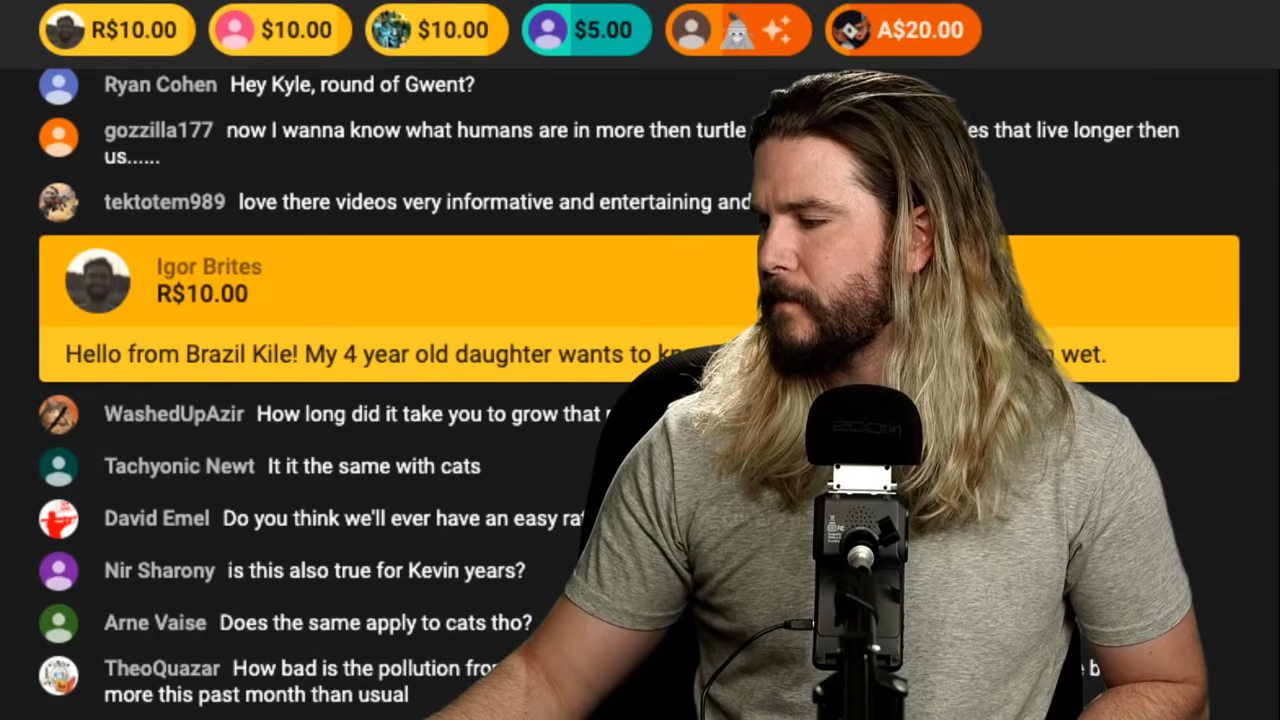 R$10.00 $10.00 $10.00 $5.00 A$20.00
Ryan Cohen Hey Kyle, round of Gwent?
gozzilla177 now I wanna know what humans are in more then turtle that live longer then
us......
tektotem989 love there videos very informative and entertaining and
Igor Brites
R$10.00
Hello from Brazil Kile! My 4 year old daughter wants to wet.
WashedUpAzir How long did it take you to grow that
Tachyonic Newt It it the same with cats
David Emel Do you think we'll ever have an easy
Nir Sharony is this also true for Kevin years?
Arne Vaise Does the same apply to cats tho?
TheoQuazar How bad is the pollution
more this past month than usual
ZOOM